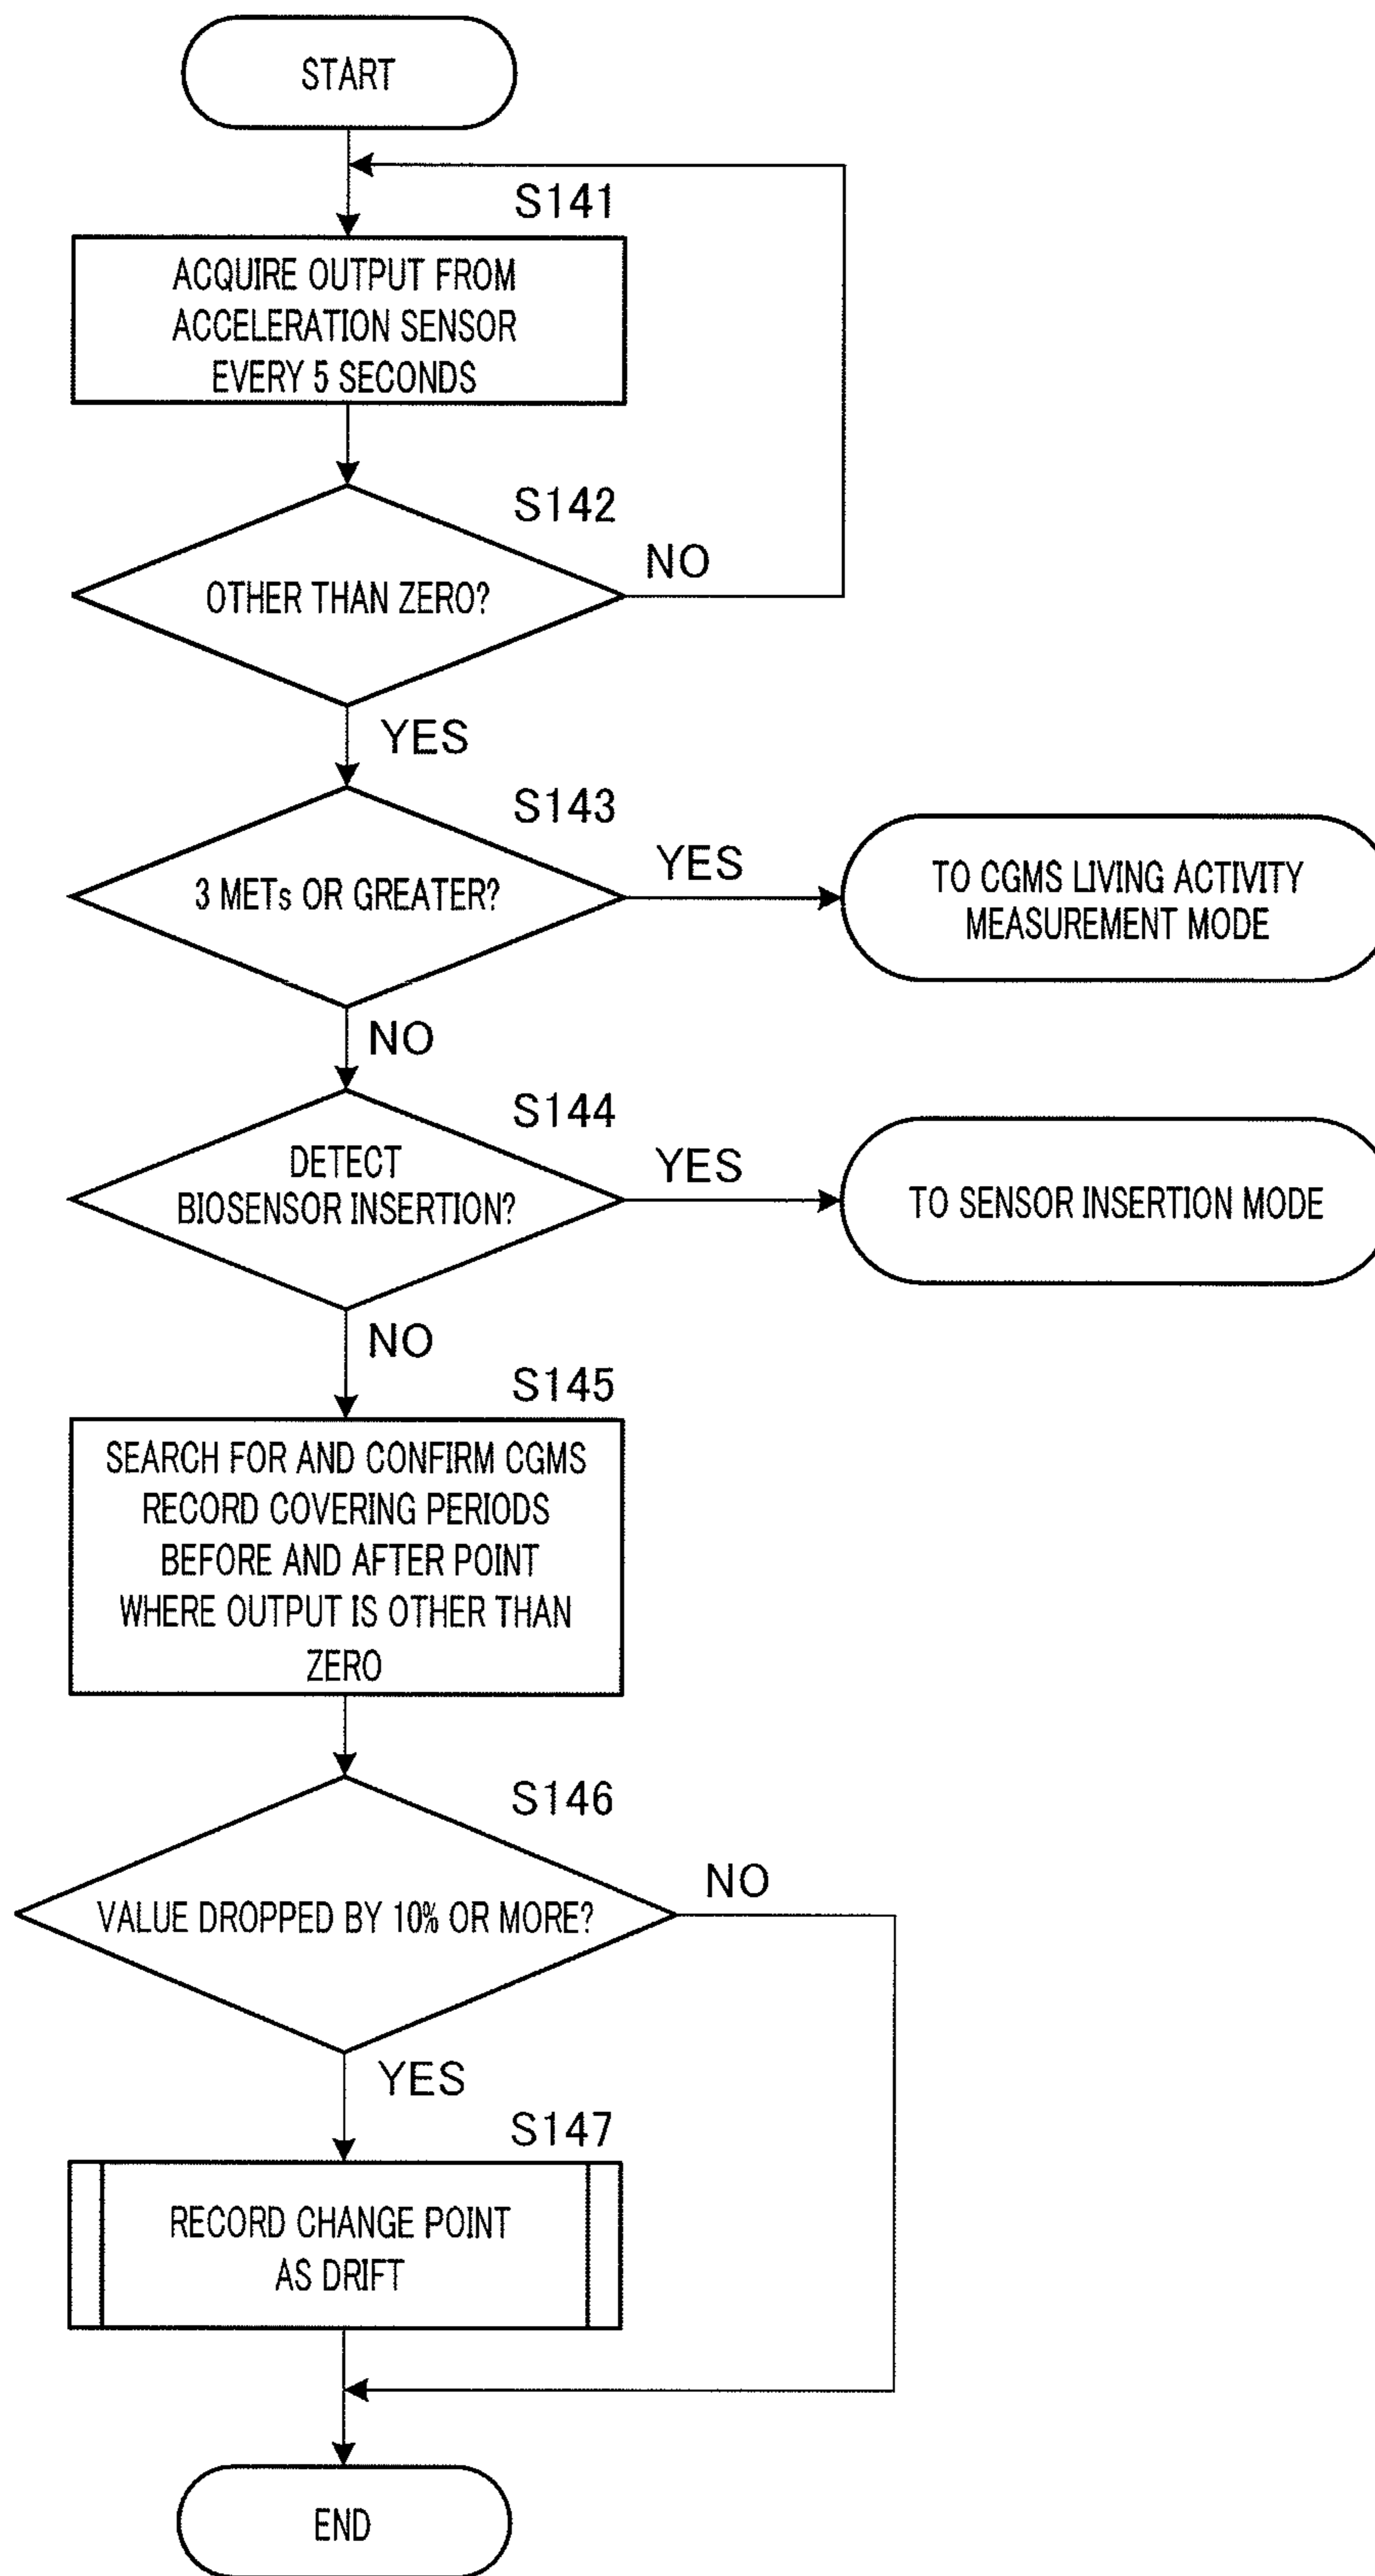 START
S141
ACQUIRE OUTPUT FROM
ACCELERATION SENSOR
EVERY 5 SECONDS
S142
OTHER THAN ZERO?
NO
YES
S143
3 METs OR GREATER?
YES
TO CGMS LIVING ACTIVITY
MEASUREMENT MODE
NO
S144
DETECT
BIOSENSOR INSERTION?
YES
TO SENSOR INSERTION MODE
NO
S145
SEARCH FOR AND CONFIRM CGMS
RECORD COVERING PERIODS
BEFORE AND AFTER POINT
WHERE OUTPUT IS OTHER THAN
ZERO
S146
VALUE DROPPED BY 10% OR MORE?
NO
YES
S147
RECORD CHANGE POINT
AS DRIFT
END